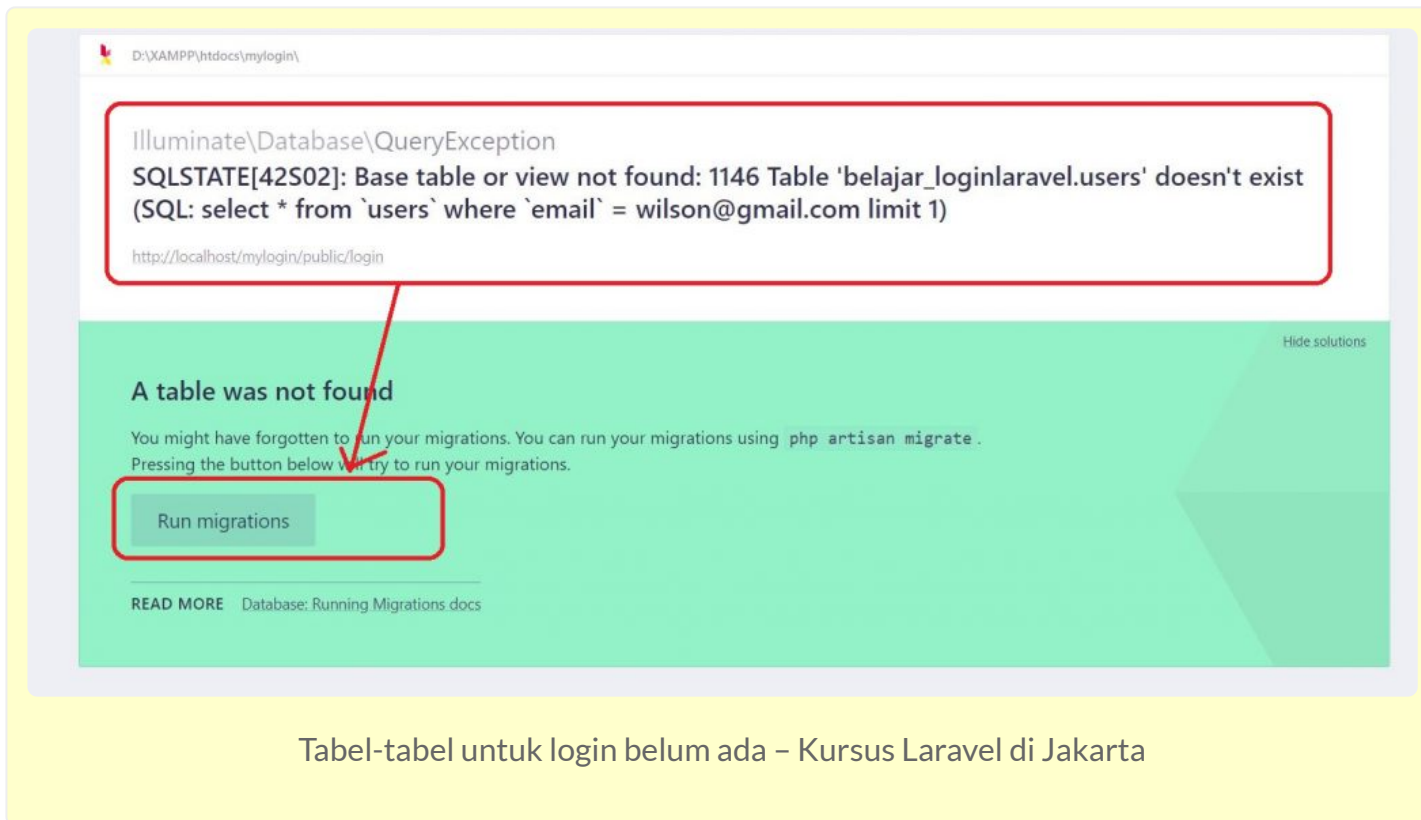 D:\XAMPP\htdocs\mylogin\
Illuminate\Database\QueryException
SQLSTATE[42S02]: Base table or view not found: 1146 Table 'belajar_loginlaravel.users' doesn't exist
(SQL: select * from `users` where `email` = wilson@gmail.com limit 1)
http://localhost/mylogin/public/login
Hide solutions
A table was not found
You might have forgotten to run your migrations. You can run your migrations using php artisan migrate.
Pressing the button below will try to run your migrations.
Run migrations
READ MORE Database: Running Migrations docs
Tabel-tabel untuk login belum ada – Kursus Laravel di Jakarta